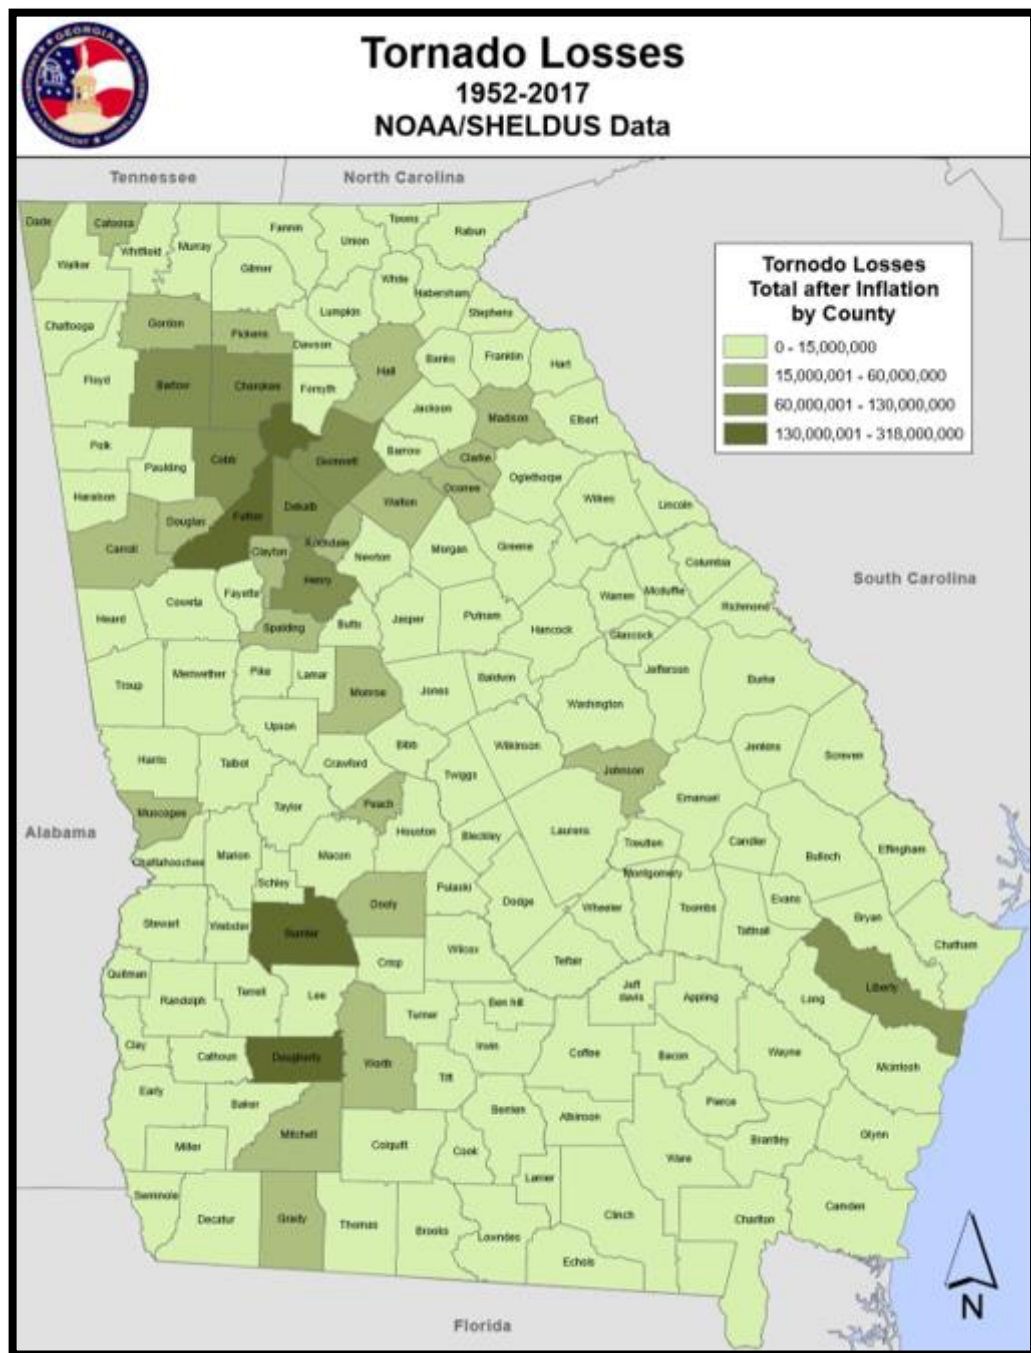 Tornado Losses
1952-2017
NOAA/SHELDUS Data
GEORGIA
Tennessee
North Carolina
Dade
Catoosa
Whitfield
Murray
Fannin
Union
Towns
Rabun
Walker
Gilmer
White
Habersham
Lumpkin
Stephens
Chattooga
Gordon
Pickens
Dawson
Hall
Banks
Franklin
Hart
Floyd
Bartow
Cherokee
Forsyth
Jackson
Madison
Elbert
Tornodo Losses
Total after Inflation
by County
0 - 15,000,000
15,000,001 - 60,000,000
60,000,001 - 130,000,000
130,000,001 - 318,000,000
Polk
Paulding
Cobb
Gwinnett
Barrow
Clarke
Oglethorpe
Haralson
Oconee
Wilkes
Lincoln
Douglas
Fulton
Dekalb
Walton
Carroll
Clayton
Rockdale
Newton
Morgan
Greene
Columbia
South Carolina
Henry
Fayette
Coweta
Heard
Spalding
Butts
Jasper
Putnam
Hancock
Warren
Mcduffie
Richmond
Glascock
Jefferson
Burke
Troup
Meriwether
Pike
Lamar
Monroe
Jones
Baldwin
Washington
Upson
Bibb
Wilkinson
Jenkins
Screven
Harris
Talbot
Crawford
Twiggs
Johnson
Emanuel
Muscogee
Taylor
Peach
Houston
Bleckley
Laurens
Treutlen
Candler
Bulloch
Effingham
Alabama
Chattahoochee
Marion
Macon
Schley
Dooly
Pulaski
Dodge
Montgomery
Wheeler
Toombs
Evans
Bryan
Chatham
Stewart
Webster
Sumter
Wilcox
Telfair
Tattnall
Quitman
Randolph
Terrell
Lee
Crisp
Ben hill
Jeff
davis
Appling
Long
Liberty
Clay
Calhoun
Dougherty
Worth
Turner
Irwin
Coffee
Bacon
Wayne
Mcintosh
Early
Baker
Tift
Berrien
Atkinson
Pierce
Miller
Mitchell
Colquitt
Cook
Ware
Brantley
Glynn
Seminole
Decatur
Grady
Thomas
Brooks
Lowndes
Lanier
Clinch
Echols
Charlton
Camden
Florida
N